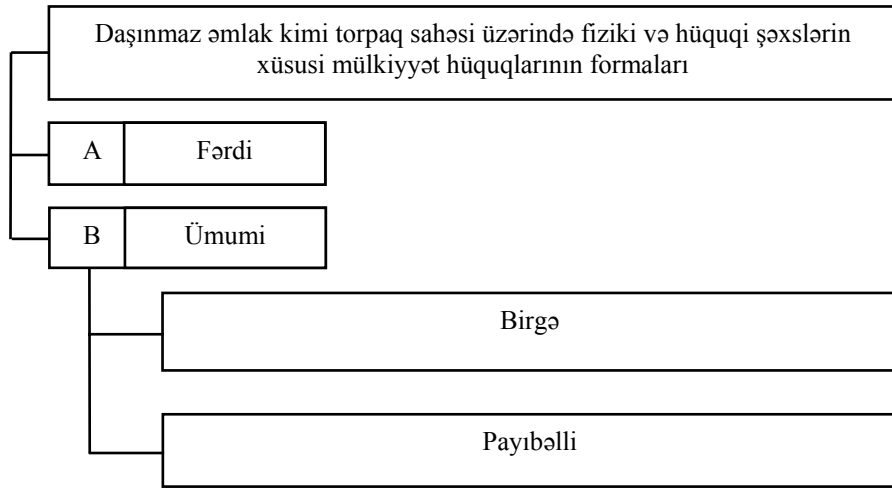 Daşınmaz əmlak kimi torpaq sahəsi üzərində fiziki və hüquqi şəxslərin
xüsusi mülkiyyət hüquqlarının formaları
A Fərdi
B Ümumi
Birgə
Payıbəlli